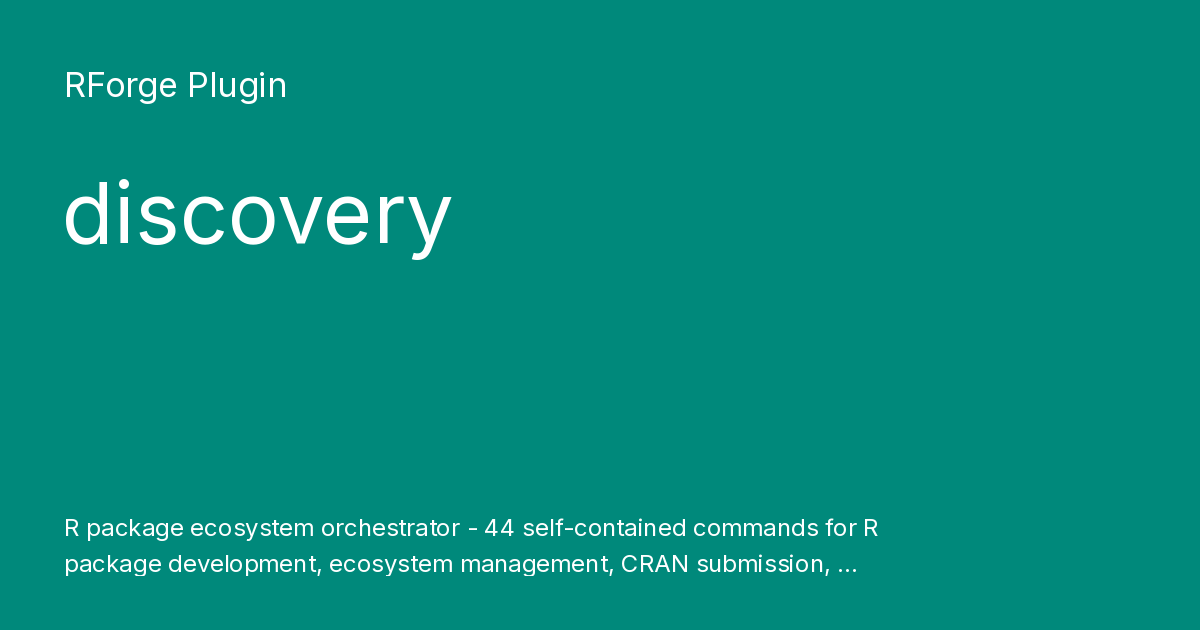 RForge Plugin
discovery
R package ecosystem orchestrator - 44 self-contained commands for R
package development, ecosystem management, CRAN submission, ...